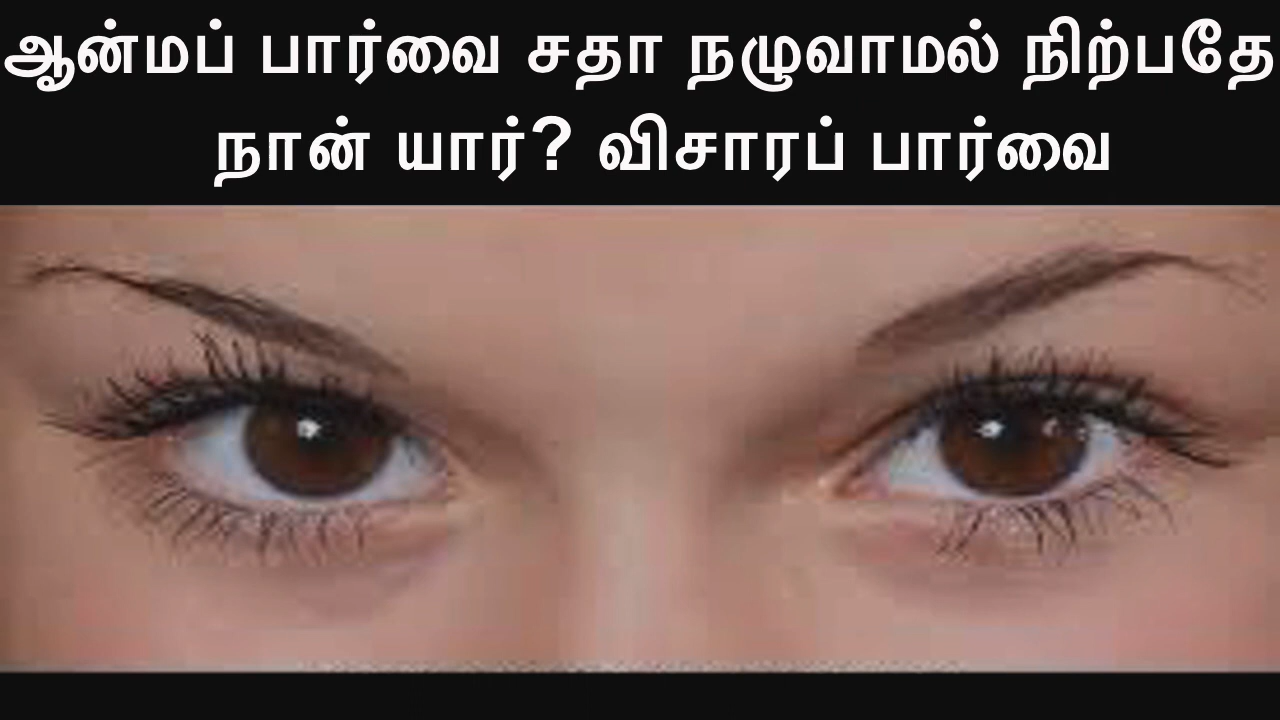 ஆன்மப் பார்வை சதா நழுவாமல் நிற்பதே
நான் யார்? விசாரப் பார்வை